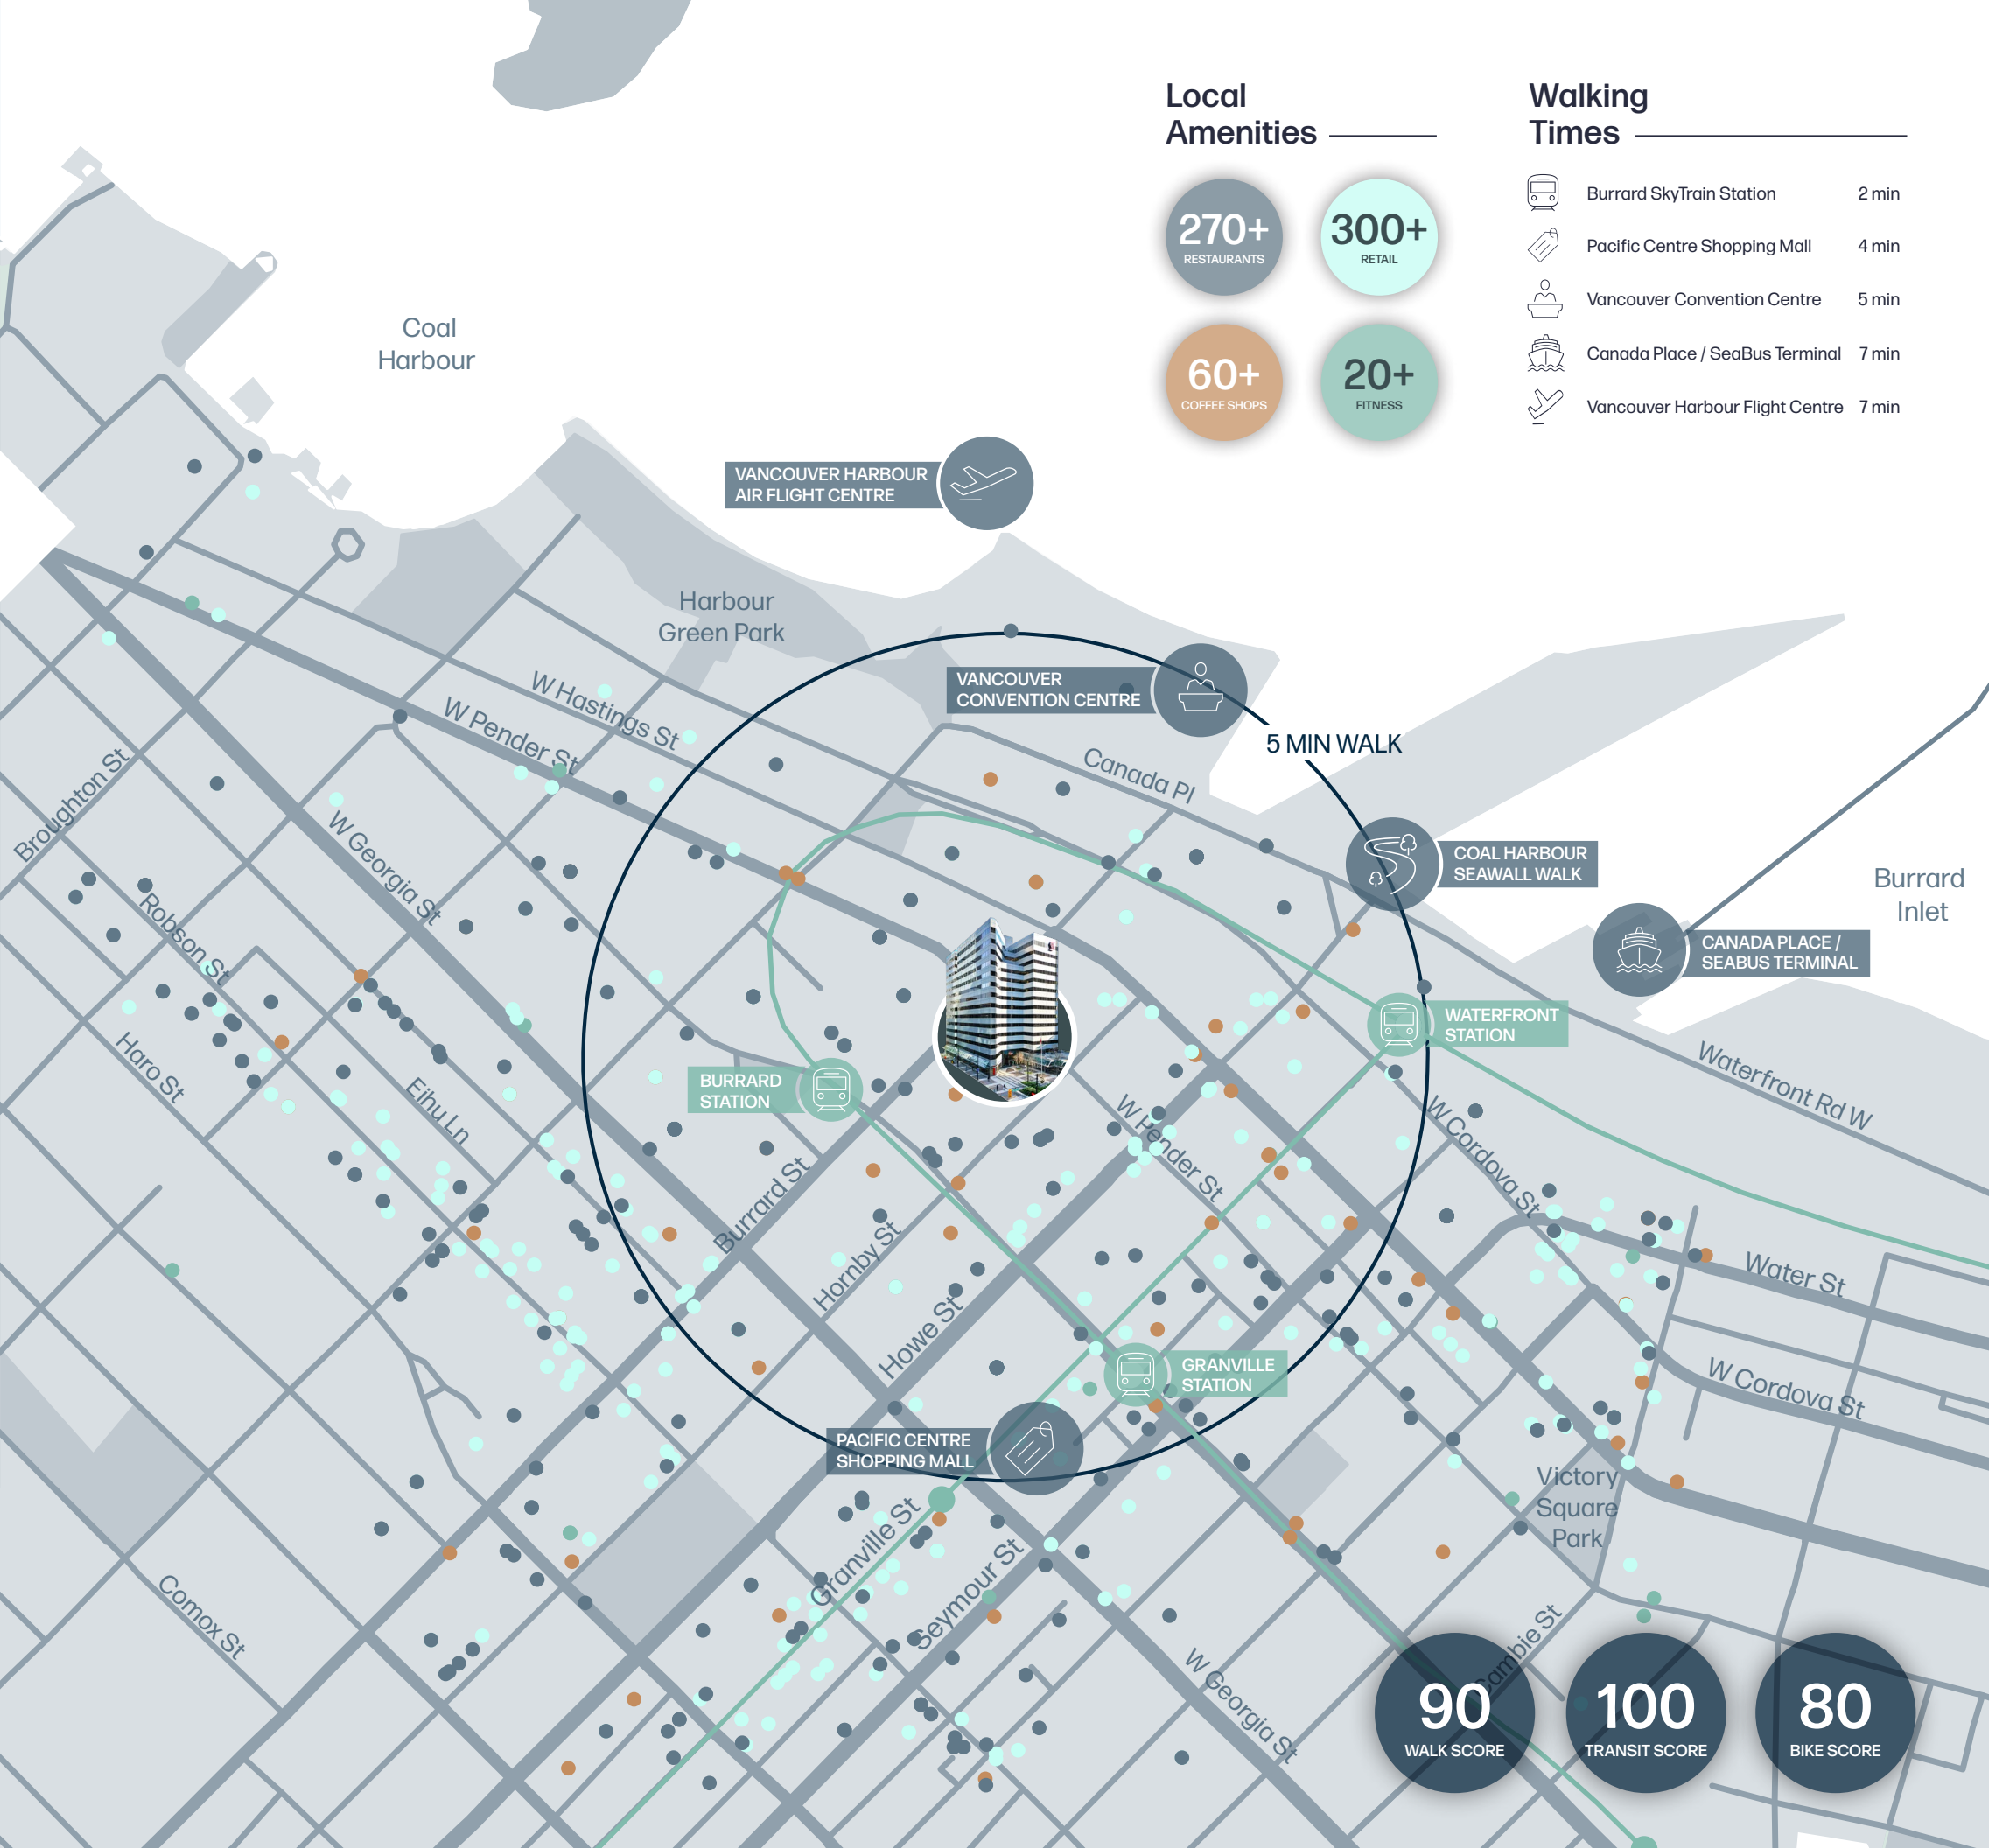 Local
Amenities
270+
RESTAURANTS
300+
RETAIL
60+
COFFEE SHOPS
20+
FITNESS
Walking
Times
Burrard SkyTrain Station 2 min
Pacific Centre Shopping Mall 4 min
Vancouver Convention Centre 5 min
Canada Place / SeaBus Terminal 7 min
Vancouver Harbour Flight Centre 7 min
Coal
Harbour
VANCOUVER HARBOUR
AIR FLIGHT CENTRE
Harbour
Green Park
VANCOUVER
CONVENTION CENTRE
5 MIN WALK
W Hastings St
W Pender St
Canada Pl
Broughton St
W Georgia St
COAL HARBOUR
SEAWALL WALK
Burrard
Inlet
CANADA PLACE /
SEABUS TERMINAL
Robson St
WATERFRONT
STATION
Haro St
Eihu Ln
BURRARD
STATION
Waterfront Rd W
W Pender St
W Cordova St
Burrard St
Hornby St
Howe St
Water St
GRANVILLE
STATION
W Cordova St
PACIFIC CENTRE
SHOPPING MALL
Victory
Square
Park
Granville St
Seymour St
Comox St
W Georgia St
Cambie St
90
WALK SCORE
100
TRANSIT SCORE
80
BIKE SCORE